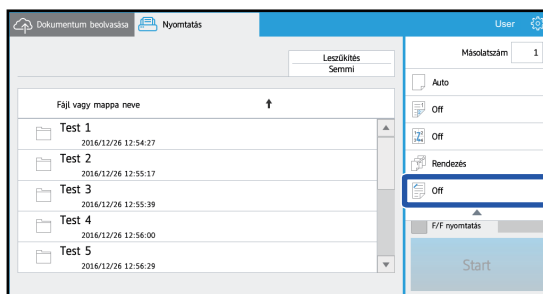 Dokumentum beolvasása
Nyomtatás
User
Leszűkítés
Semmi
Másolatszám 1
Fájl vagy mappa neve
Test 1
2016/12/26 12:54:27
Test 2
2016/12/26 12:55:17
Test 3
2016/12/26 12:55:39
Test 4
2016/12/26 12:56:00
Test 5
2016/12/26 12:56:29
Auto
Off
Off
Rendezés
Off
F/F nyomtatás
Start